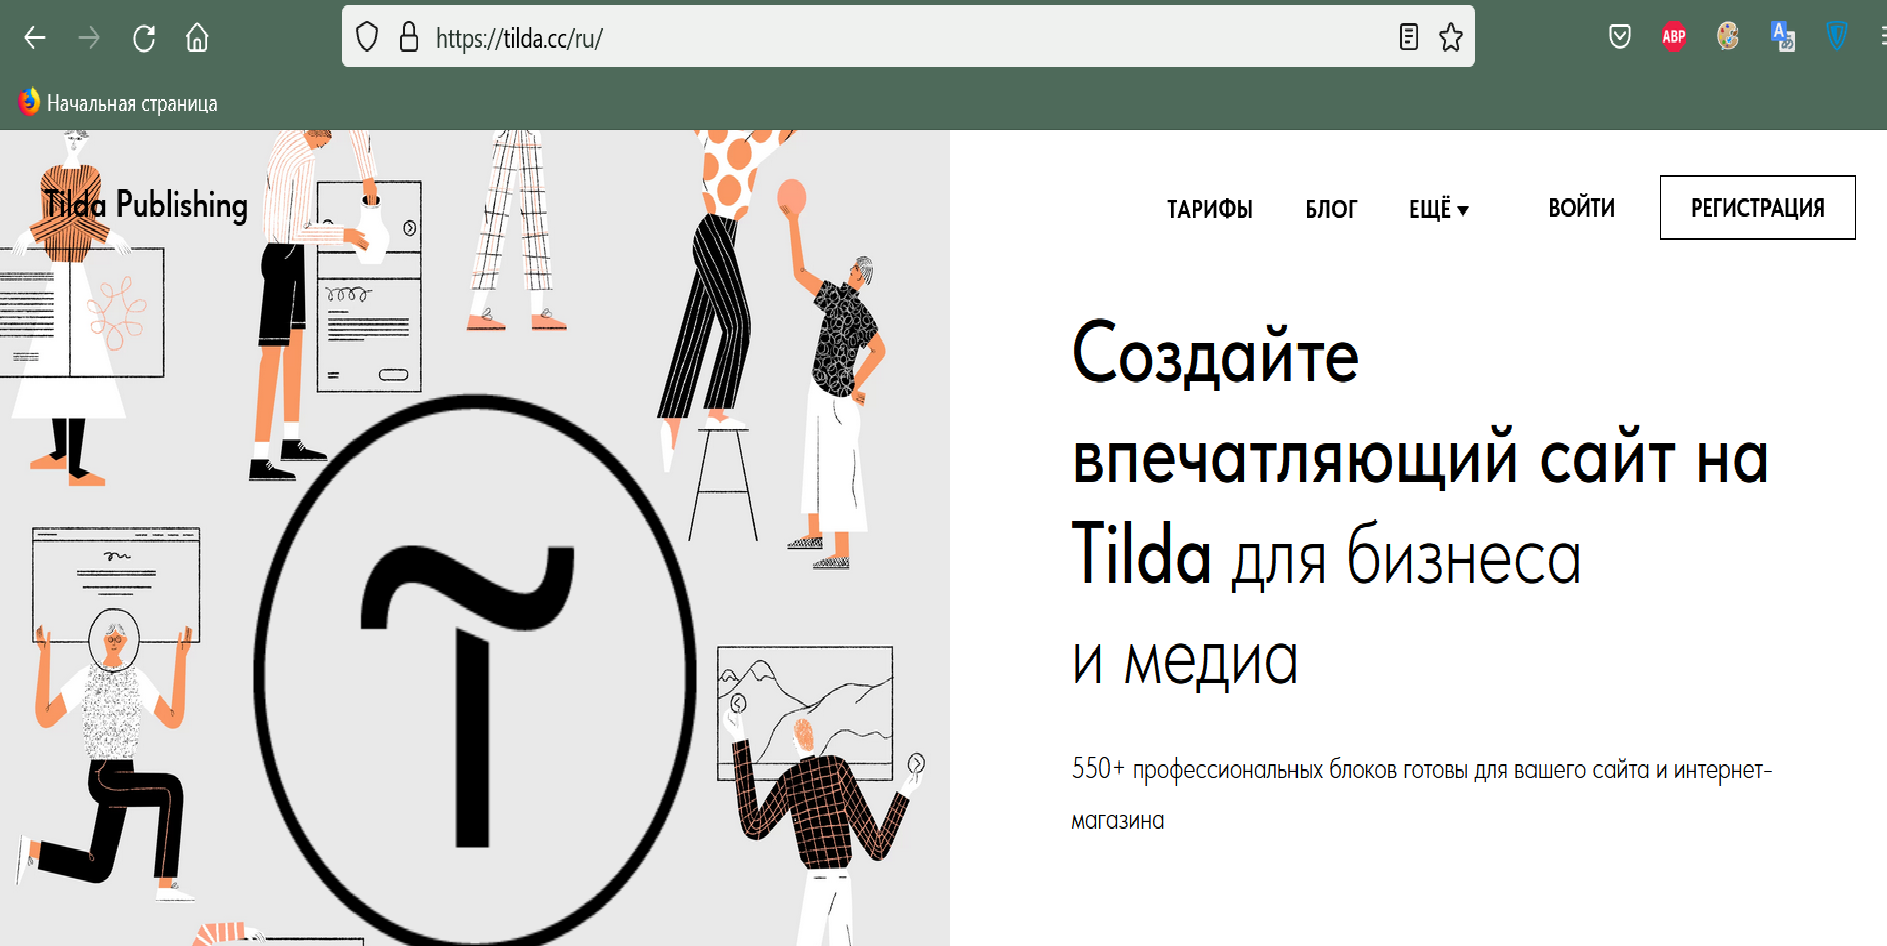 https://tilda.cc/ru/
ABP
Начальная страница
Tilda Publishing
ТАРИФЫ БЛОГ ЕЩЁ ВОЙТИ РЕГИСТРАЦИЯ
Создайте
впечатляющий сайт на
Tilda для бизнеса
и медиа
550+ профессиональных блоков готовы для вашего сайта и интернет-
магазина